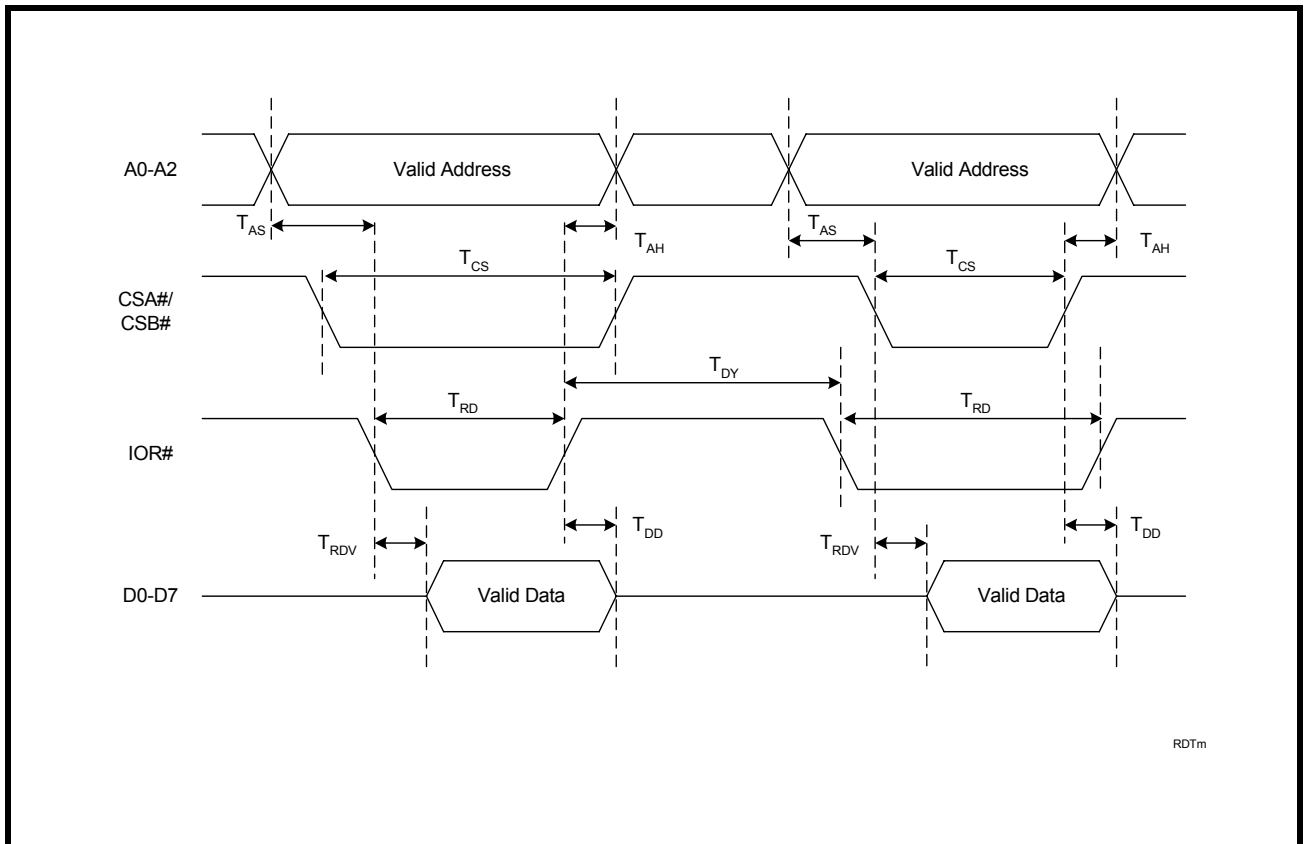 A0-A2
Valid Address
Valid Address
TAS
TAH
TAS
TAH
TCS
TCS
CSA#/
CSB#
TDY
TRD
TRD
IOR#
TRDV
TDD
TRDV
TDD
D0-D7
Valid Data
Valid Data
RDTm